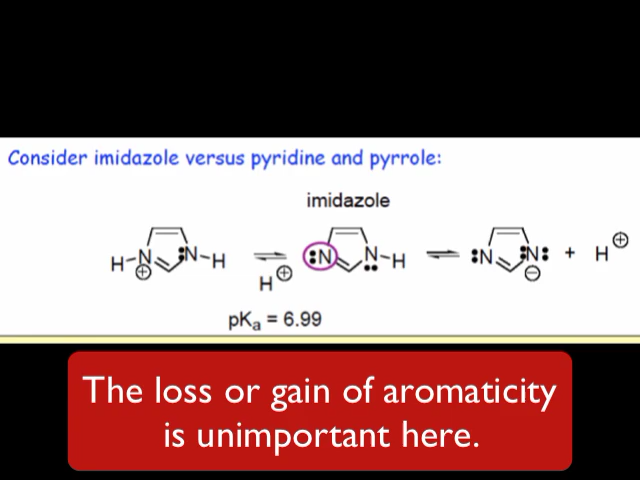 Consider imidazole versus pyridine and pyrrole:
imidazole
H-N⊕ :N-H ⇌ H⊕ :N N-H ⇌ :N N:⊖ + H⊕
pKₐ = 6.99
The loss or gain of aromaticity
is unimportant here.